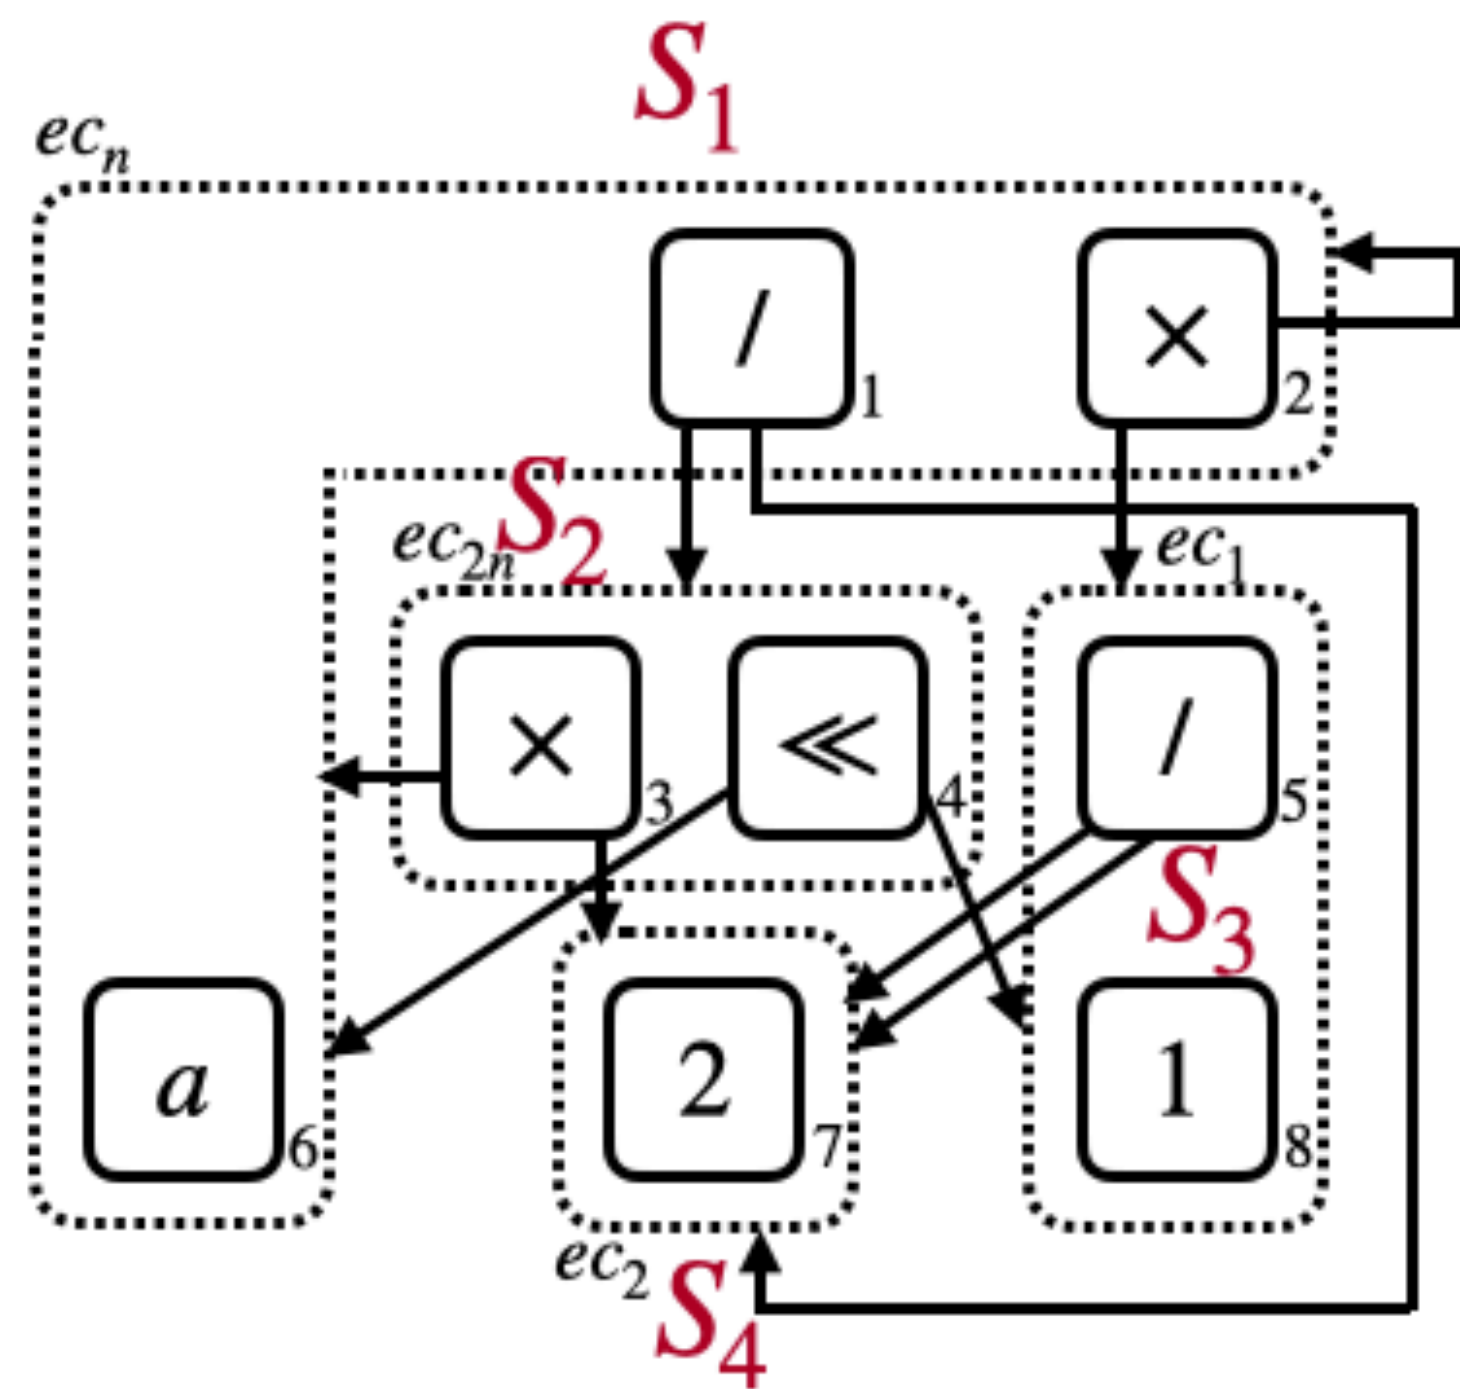 S₁
ecₙ
/ 1
× 2
S₂
ec₂ₙ
ec₁
× 3
≪ 4
/ 5
S₃
a 6
2 7
1 8
ec₂
S₄